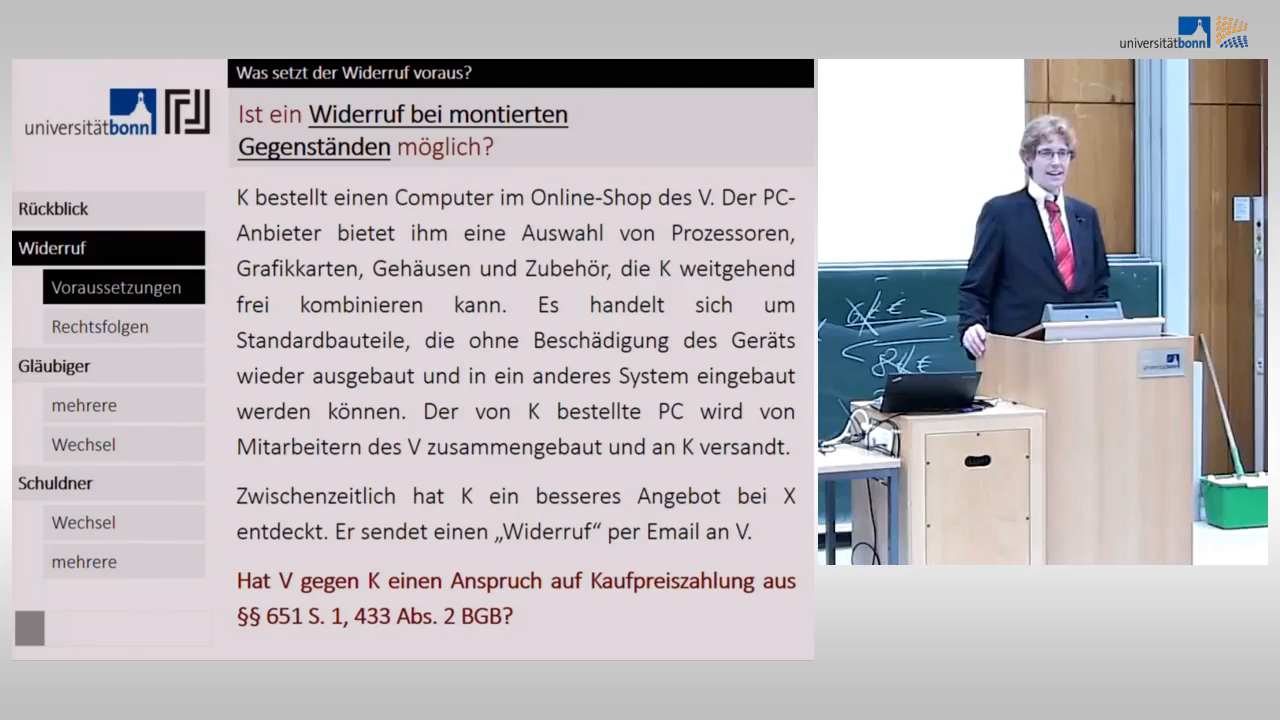 universitätbonn
Was setzt der Widerruf voraus?
universitätbonn
Ist ein Widerruf bei montierten
Gegenständen möglich?
Rückblick
Widerruf
Voraussetzungen
Rechtsfolgen
Gläubiger
mehrere
Wechsel
Schuldner
Wechsel
mehrere
K bestellt einen Computer im Online-Shop des V. Der PC-
Anbieter bietet ihm eine Auswahl von Prozessoren,
Grafikkarten, Gehäusen und Zubehör, die K weitgehend
frei kombinieren kann. Es handelt sich um
Standardbauteile, die ohne Beschädigung des Geräts
wieder ausgebaut und in ein anderes System eingebaut
werden können. Der von K bestellte PC wird von
Mitarbeitern des V zusammengebaut und an K versandt.
Zwischenzeitlich hat K ein besseres Angebot bei X
entdeckt. Er sendet einen „Widerruf“ per Email an V.
Hat V gegen K einen Anspruch auf Kaufpreiszahlung aus
§§ 651 S. 1, 433 Abs. 2 BGB?